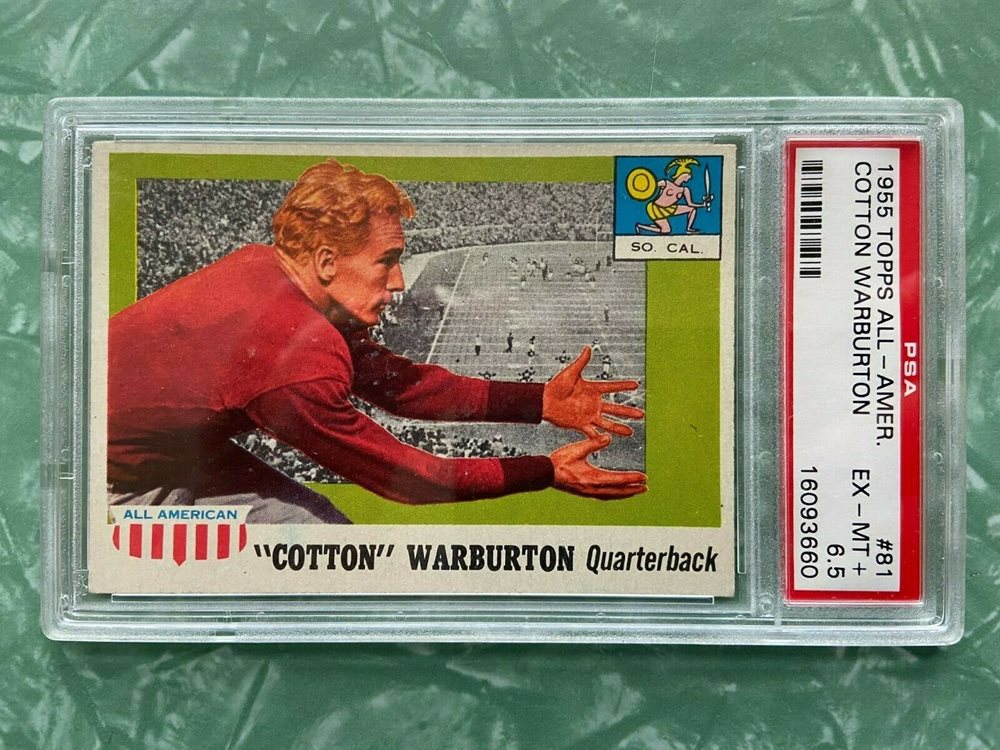 SO. CAL.
ALL AMERICAN
"COTTON" WARBURTON Quarterback
PSA
1955 TOPPS ALL-AMER. #81
COTTON WARBURTON EX-MT+
6.5
16093660